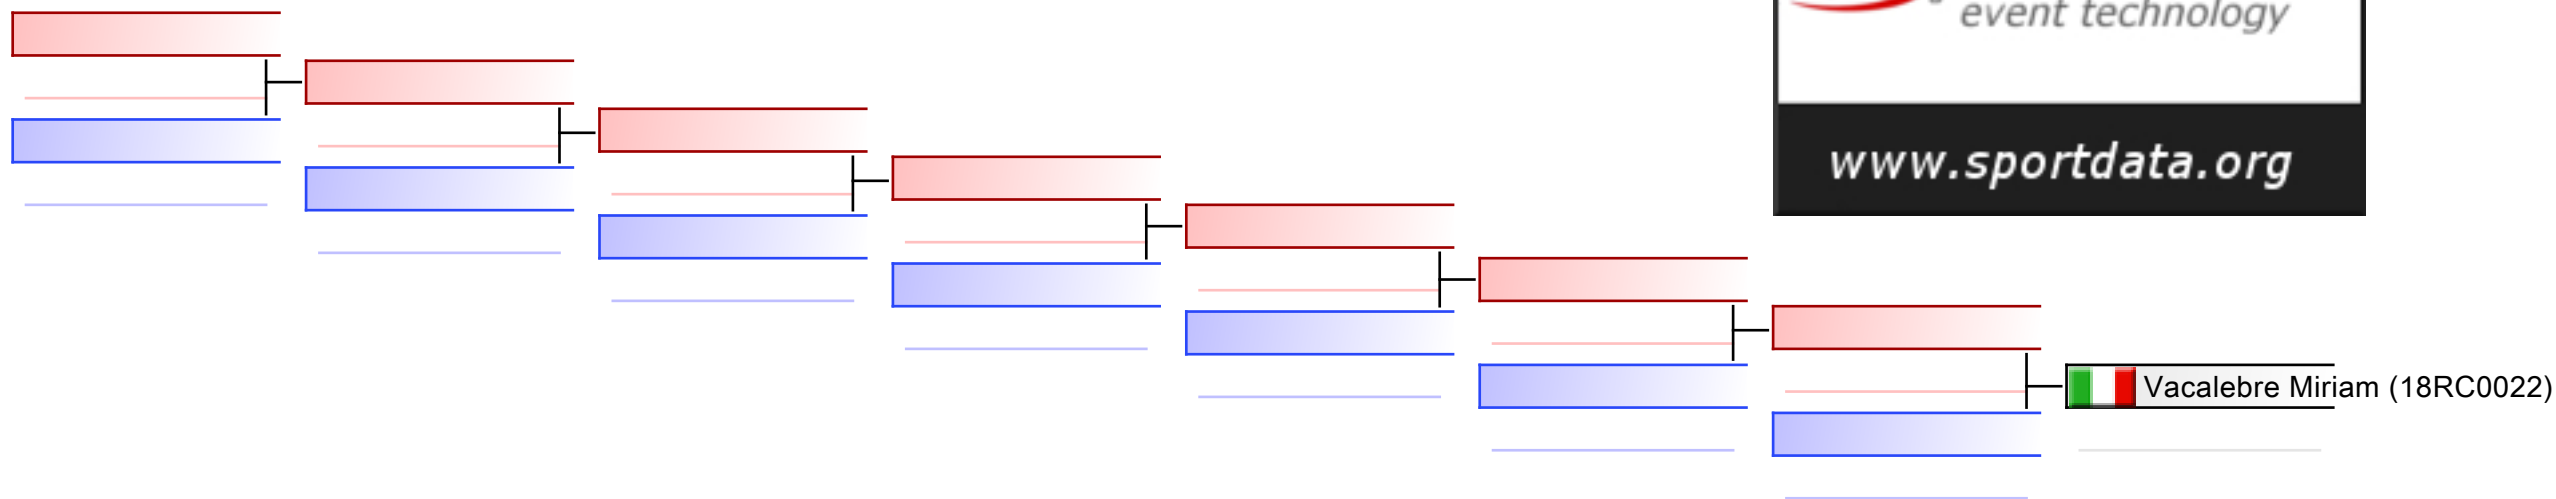 event technology
www.sportdata.org
Vacalebre Miriam (18RC0022)